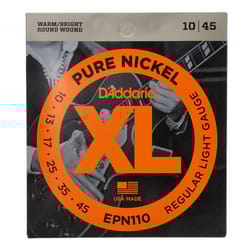 WARM/BRIGHT
ROUND WOUND
10 | 45
PURE NICKEL
D'Addario
XL
10 · 13 · 17 · 25 · 35 · 45
REGULAR LIGHT GAUGE
USA MADE
EPN110